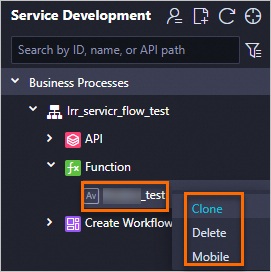 Service Development
Search by ID, name, or API path
Business Processes
lrr_servicr_flow_test
API
Function
Av _test
Clone
Create Workflow
Delete
Mobile